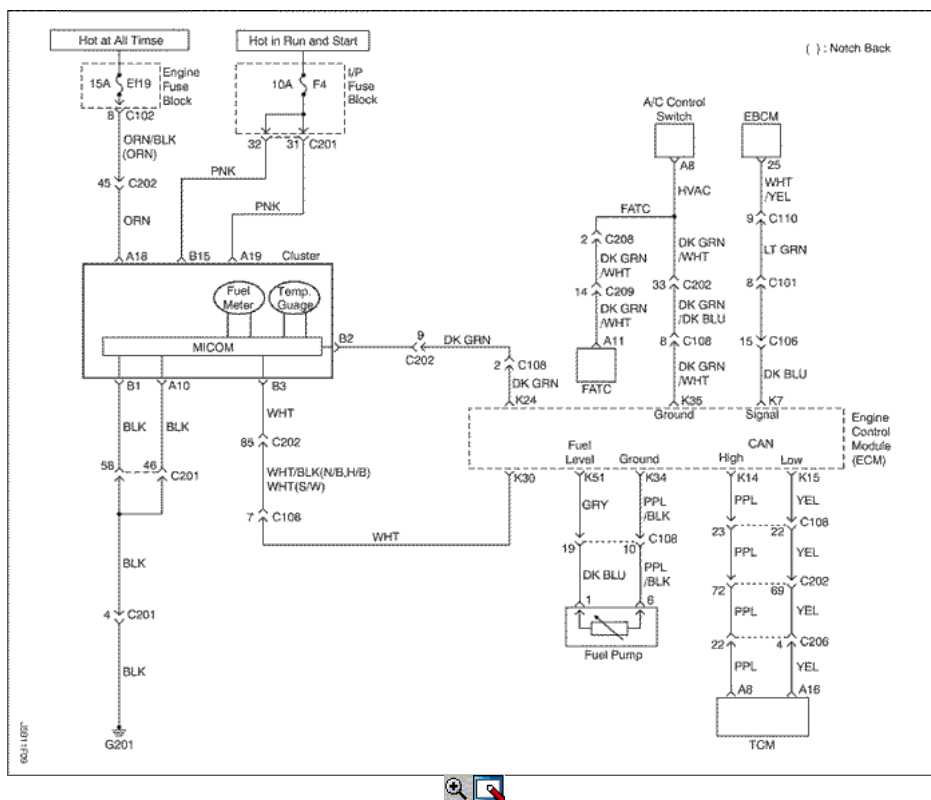 Hot at All Timse
Hot in Run and Start
( ) : Notch Back
15A Ef19
Engine
Fuse
Block
10A F4
I/P
Fuse
Block
8 C102
ORN/BLK
(ORN)
32 31 C201
45 C202
PNK
PNK
ORN
A18 B15 A19 Cluster
Fuel
Meter
Temp.
Guage
MICOM
B2
9
C202
DK GRN
2 C108
DK GRN
K24
B1 A10 B3
BLK BLK WHT
58 46 C201
85 C202
WHT/BLK(N/B,H/B)
WHT(S/W)
7 C108
WHT
BLK
4 C201
BLK
G201
A/C Control
Switch
EBCM
A8
25
HVAC
WHT
/YEL
FATC
9 C110
2 C208
DK GRN
/WHT
LT GRN
DK GRN
/WHT
14 C209
33 C202
8 C101
DK GRN
/WHT
DK GRN
/DK BLU
A11
FATC
8 C108
15 C106
DK GRN
/WHT
DK BLU
K35
K7
Ground
Signal
Engine
Control
Module
(ECM)
Fuel
Level
Ground
CAN
High
Low
K30
K51
K34
K14
K15
GRY
PPL
/BLK
PPL
YEL
19
10 C108
23
22 C108
DK BLU
PPL
/BLK
PPL
YEL
1
6
Fuel Pump
72
69 C202
PPL
YEL
22
4 C206
PPL
YEL
A8
A16
TCM